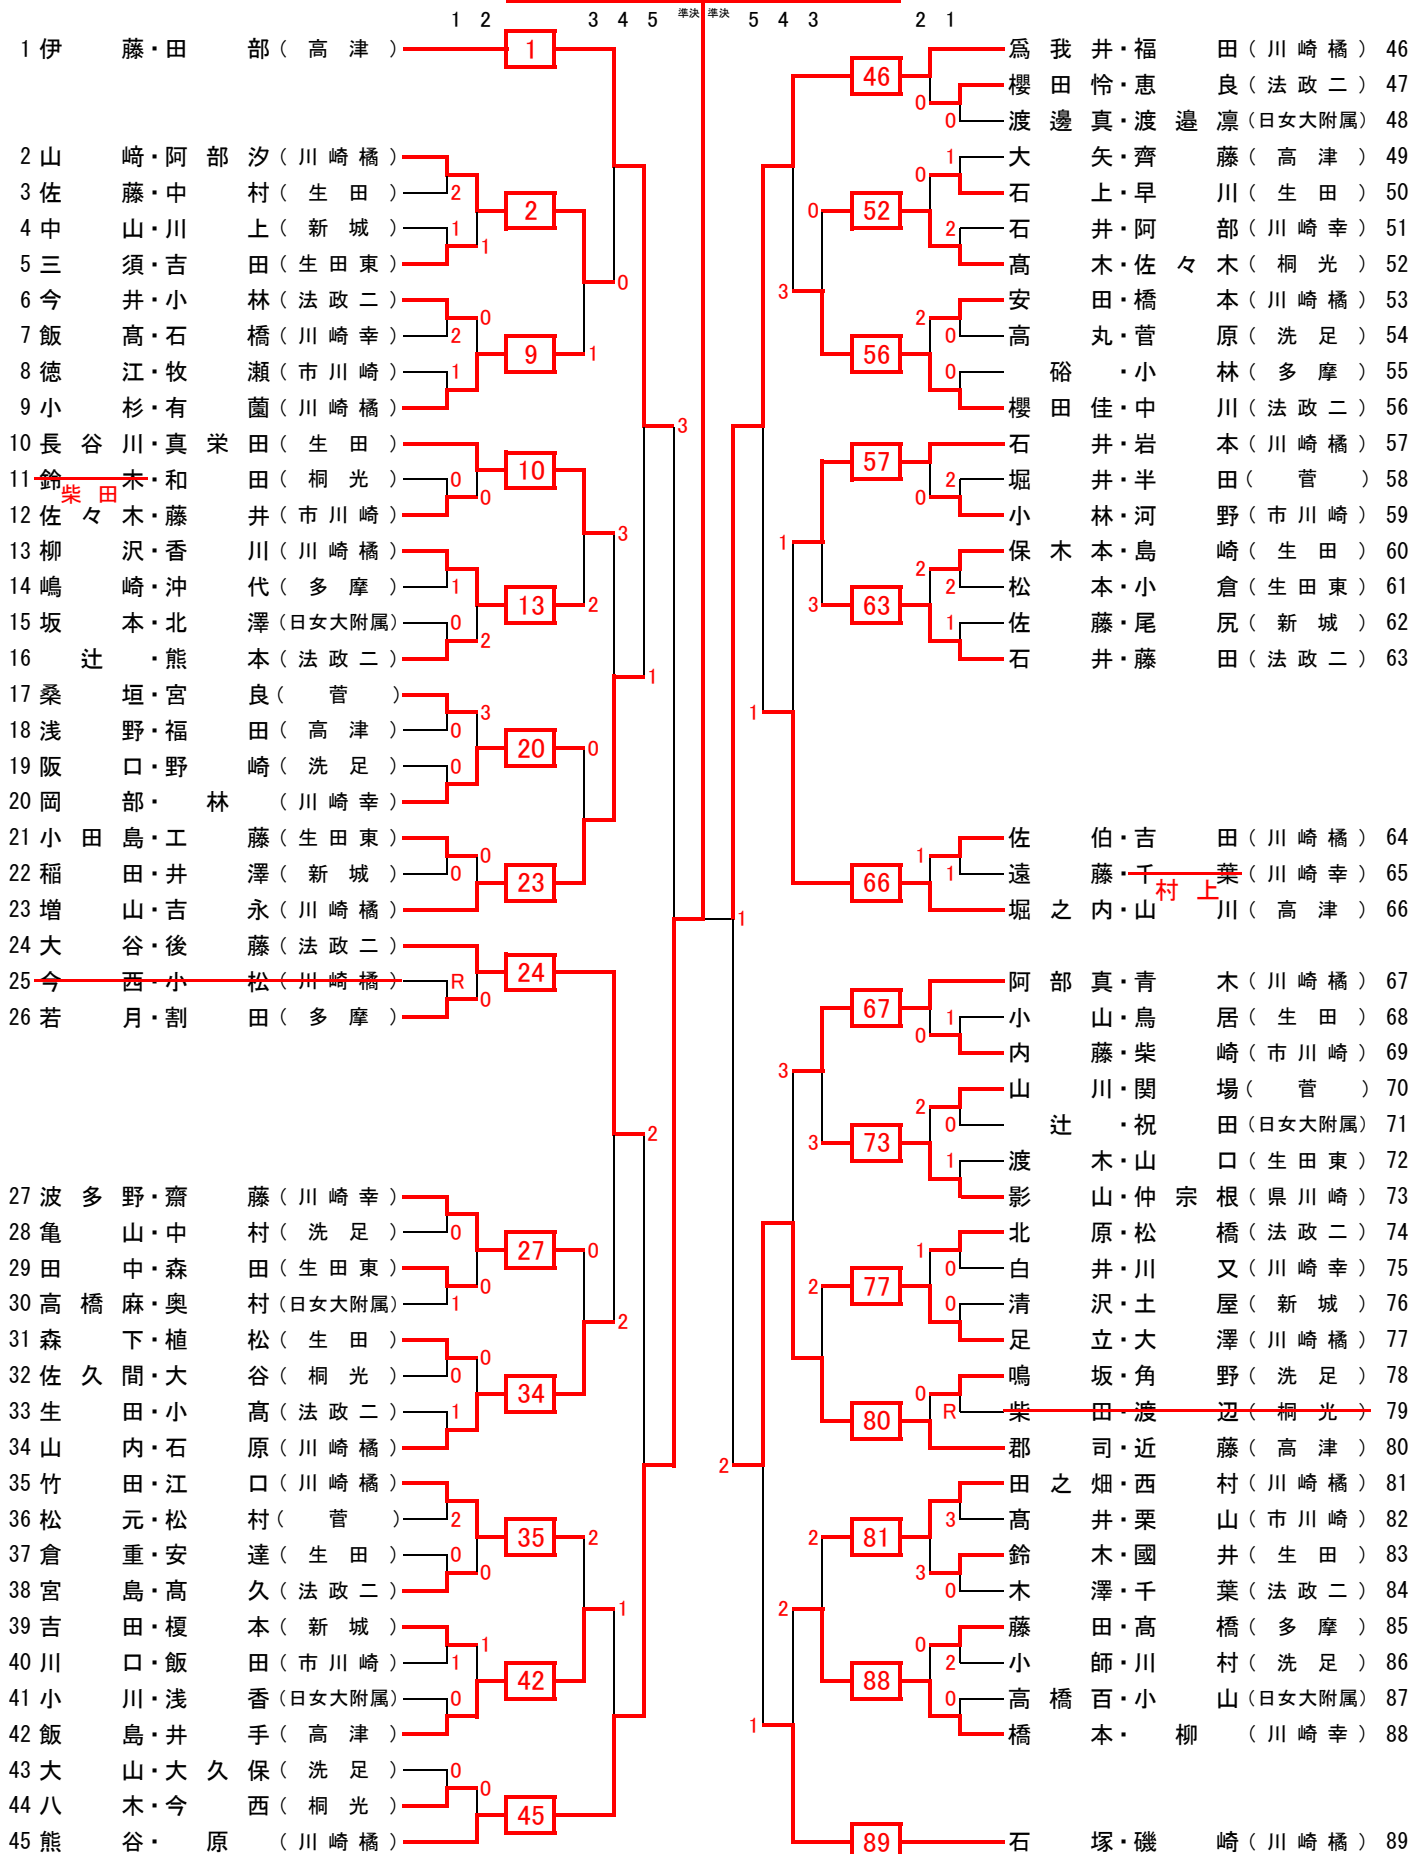 1 2 3 4 5 準決 準決 5 4 3 2 1
1 伊藤・田部（高津）
2 山﨑・阿部汐（川崎橘）
3 佐藤・中村（生田）
4 中山・川上（新城）
5 三須・吉田（生田東）
6 今井・小林（法政二）
7 飯髙・石橋（川崎幸）
8 徳江・牧瀬（市川崎）
9 小杉・有薗（川崎橘）
10 長谷川・真栄田（生田）
11 鈴木・和田（桐光）
柴田
12 佐々木・藤井（市川崎）
13 柳沢・香川（川崎橘）
14 嶋崎・沖代（多摩）
15 坂本・北澤（日女大附属）
16 辻・熊本（法政二）
17 桑垣・宮良（菅）
18 浅野・福田（高津）
19 阪口・野崎（洗足）
20 岡部・林（川崎幸）
21 小田島・工藤（生田東）
22 稲田・井澤（新城）
23 増山・吉永（川崎橘）
24 大谷・後藤（法政二）
25 今西・小松（川崎橘）
26 若月・割田（多摩）
27 波多野・齋藤（川崎幸）
28 亀山・中村（洗足）
29 田中・森田（生田東）
30 高橋麻・奥村（日女大附属）
31 森下・植松（生田）
32 佐久間・大谷（桐光）
33 生田・小髙（法政二）
34 山内・石原（川崎橘）
35 竹田・江口（川崎橘）
36 松元・松村（菅）
37 倉重・安達（生田）
38 宮島・髙久（法政二）
39 吉田・榎本（新城）
40 川口・飯田（市川崎）
41 小川・浅香（日女大附属）
42 飯島・井手（高津）
43 大山・大久保（洗足）
44 八木・今西（桐光）
45 熊谷・原（川崎橘）
1
2
9
10
13
20
23
24
27
34
35
42
45
2
1
1
2
0
1
1
0
0
0
1
0
2
2
0
3
0
0
0
0
R
0
0
0
1
0
0
1
2
0
0
1
1
0
0
0
0
1
3
2
0
1
3
2
0
2
2
1
1
爲我井・福田（川崎橘） 46
櫻田怜・恵良（法政二） 47
渡邊真・渡邉凛（日女大附属） 48
大矢・齊藤（高津） 49
石上・早川（生田） 50
石井・阿部（川崎幸） 51
髙木・佐々木（桐光） 52
安田・橋本（川崎橘） 53
高丸・菅原（洗足） 54
硲・小林（多摩） 55
櫻田佳・中川（法政二） 56
石井・岩本（川崎橘） 57
堀井・半田（菅） 58
小林・河野（市川崎） 59
保木本・島崎（生田） 60
松本・小倉（生田東） 61
佐藤・尾尻（新城） 62
石井・藤田（法政二） 63
佐伯・吉田（川崎橘） 64
遠藤・千葉（川崎幸） 65
村上
堀之内・山川（高津） 66
阿部真・青木（川崎橘） 67
小山・鳥居（生田） 68
内藤・柴崎（市川崎） 69
山川・関場（菅） 70
辻・祝田（日女大附属） 71
渡木・山口（生田東） 72
影山・仲宗根（県川崎） 73
北原・松橋（法政二） 74
白井・川又（川崎幸） 75
清沢・土屋（新城） 76
足立・大澤（川崎橘） 77
鳴坂・角野（洗足） 78
柴田・渡辺（桐光） 79
郡司・近藤（高津） 80
田之畑・西村（川崎橘） 81
髙井・栗山（市川崎） 82
鈴木・國井（生田） 83
木澤・千葉（法政二） 84
藤田・髙橋（多摩） 85
小師・川村（洗足） 86
高橋百・小山（日女大附属） 87
橋本・柳（川崎幸） 88
石塚・磯崎（川崎橘） 89
46
52
56
57
63
66
67
73
77
80
81
88
89
0
0
1
0
2
0
3
2
0
0
2
0
1
2
2
3
1
1
1
1
1
1
0
3
2
0
3
1
1
0
2
0
0
R
2
3
2
3
0
2
0
2
0
1